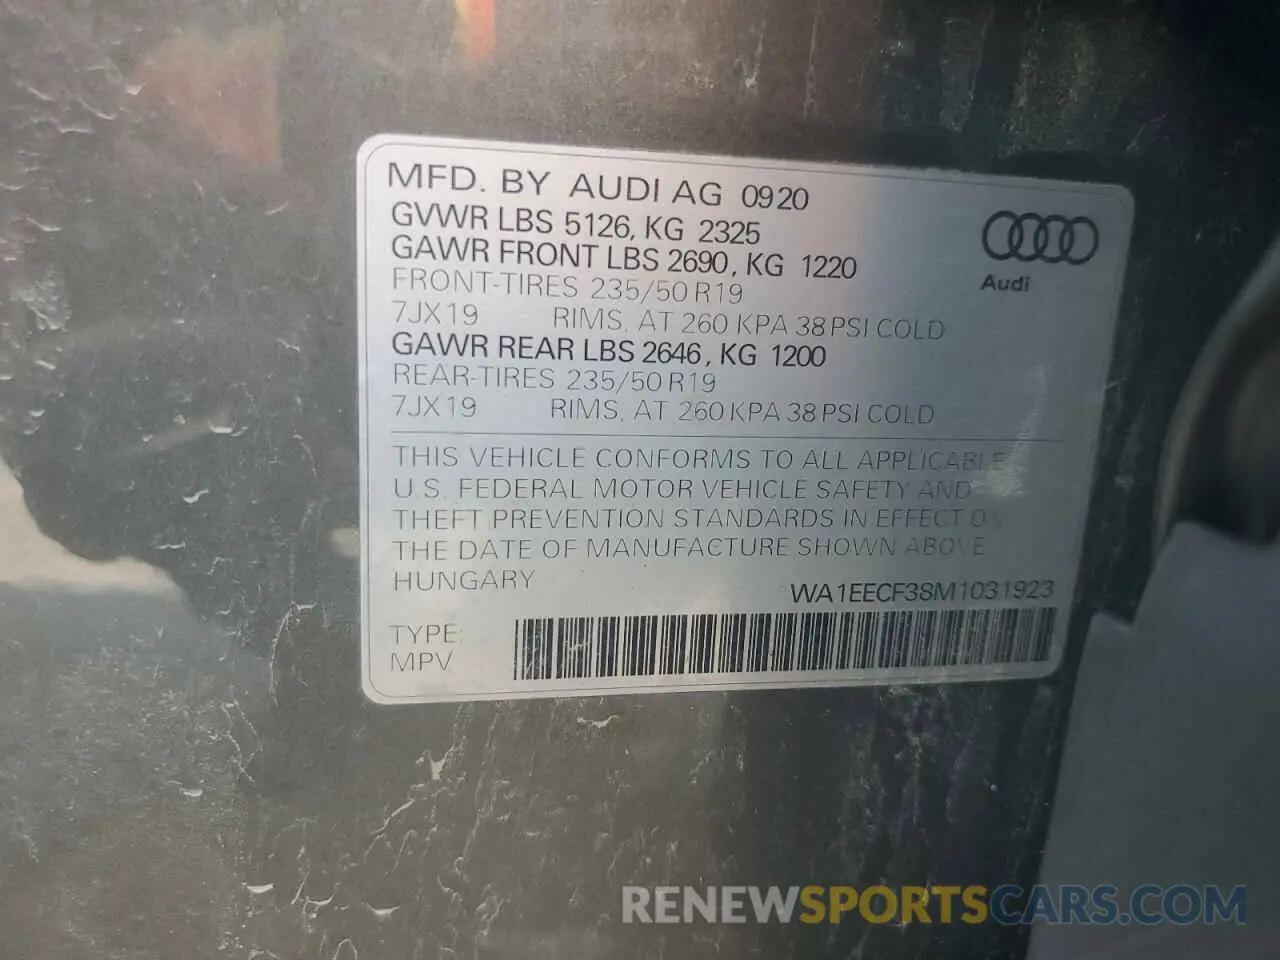 MFD. BY AUDI AG 0920
GVWR LBS 5126, KG 2325
GAWR FRONT LBS 2690, KG 1220
FRONT-TIRES 235/50 R19
7JX19 RIMS, AT 260 KPA 38 PSI COLD
GAWR REAR LBS 2646, KG 1200
REAR-TIRES 235/50 R19
7JX19 RIMS, AT 260 KPA 38 PSI COLD
Audi
THIS VEHICLE CONFORMS TO ALL APPLICABLE
U.S. FEDERAL MOTOR VEHICLE SAFETY AND
THEFT PREVENTION STANDARDS IN EFFECT ON
THE DATE OF MANUFACTURE SHOWN ABOVE
HUNGARY WA1EECF38M1031923
TYPE:
MPV
RENEWSPORTSCARS.COM